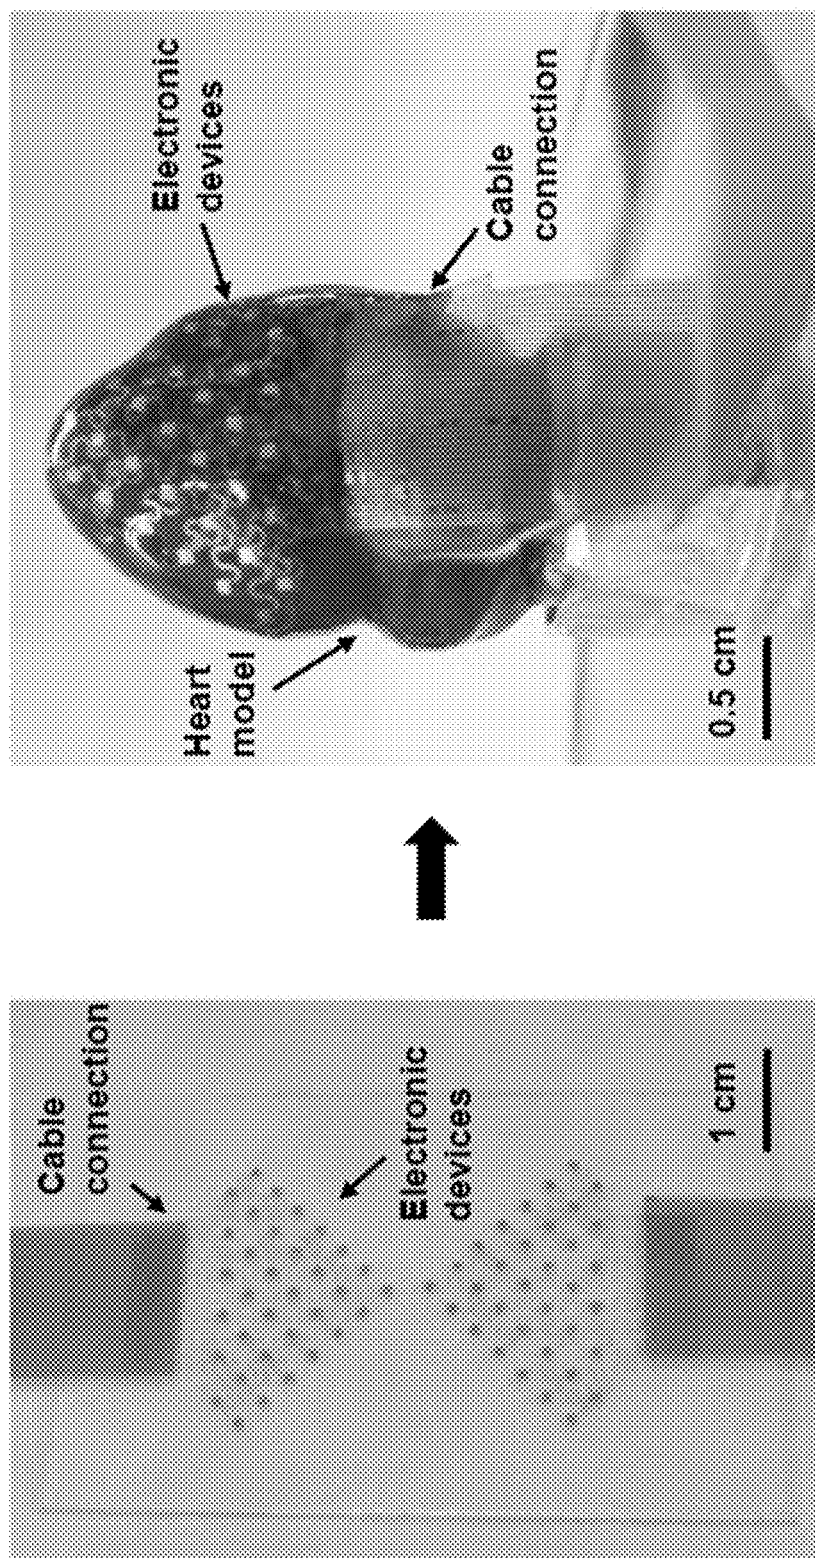 Cable
connection
Electronic
devices
1 cm
Electronic
devices
Cable
connection
Heart
model
0.5 cm